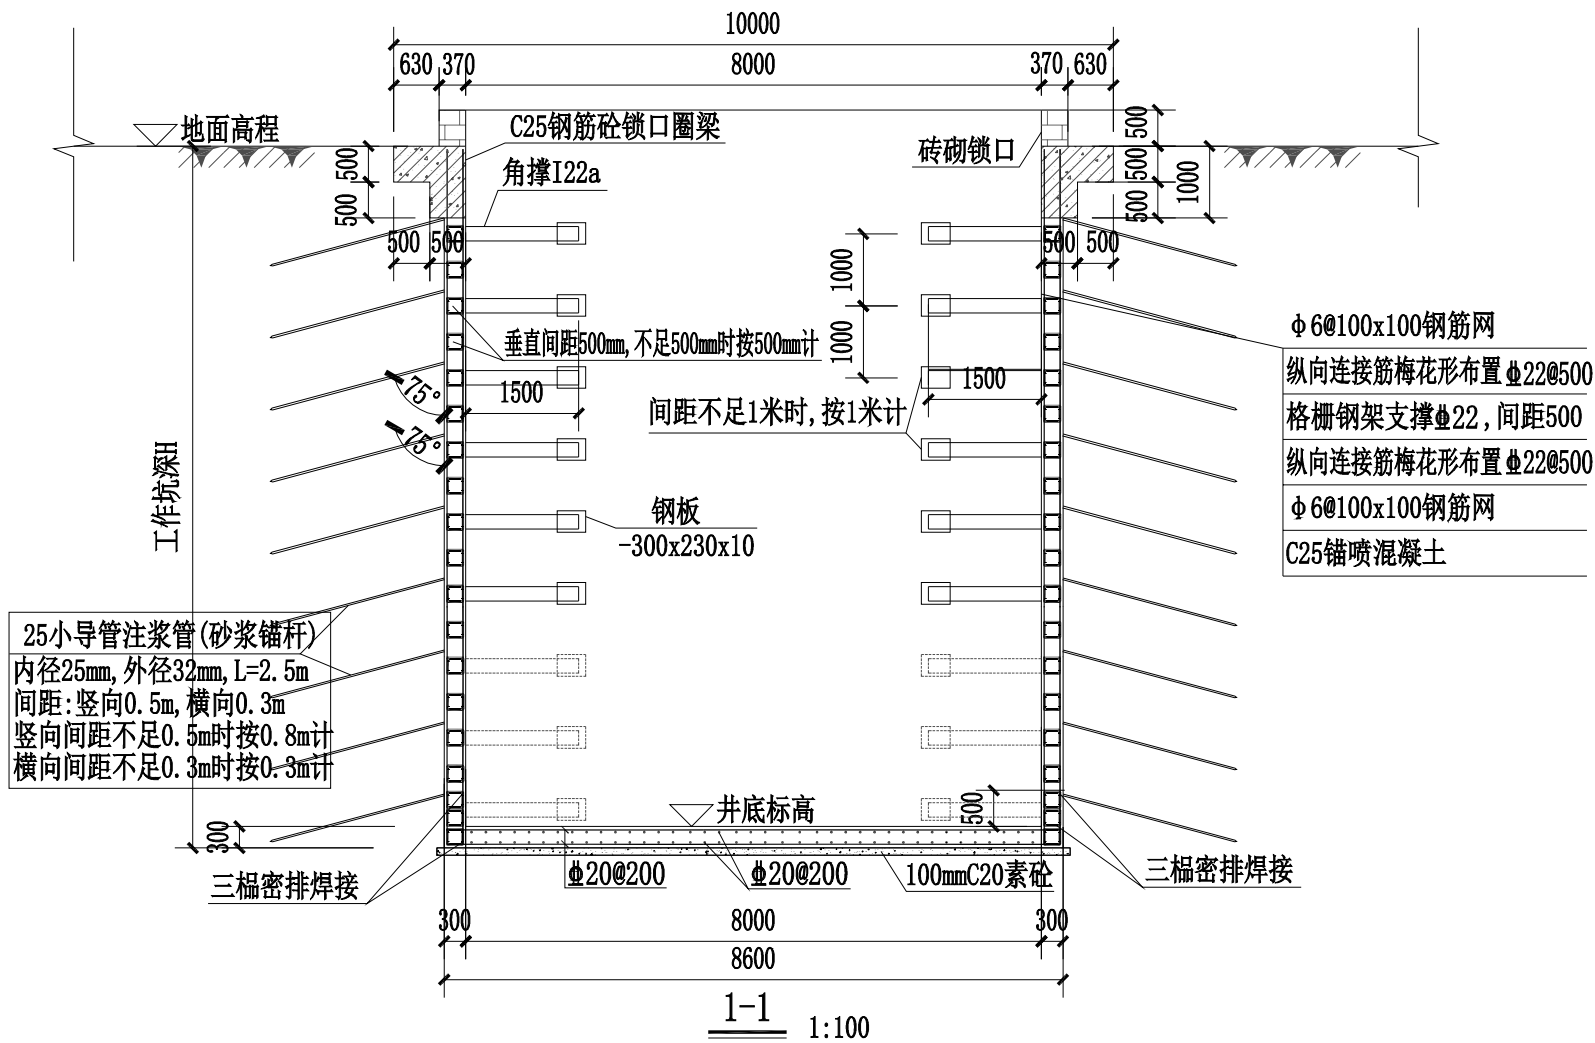 10000
630
370
8000
370
630
地面高程
C25钢筋砼锁口圈梁
砖砌锁口
角撑I22a
500
500
500
500
500
1000
500
500
500
500
1000
1000
φ6@100x100钢筋网
纵向连接筋梅花形布置ф22@500
格栅钢架支撑ф22,间距500
纵向连接筋梅花形布置ф22@500
φ6@100x100钢筋网
C25锚喷混凝土
垂直间距500mm,不足500mm时按500mm计
75°
75°
1500
1500
间距不足1米时,按1米计
工作坑深H
钢板
-300x230x10
25小导管注浆管(砂浆锚杆)
内径25mm,外径32mm,L=2.5m
间距:竖向0.5m,横向0.3m
竖向间距不足0.5m时按0.8m计
横向间距不足0.3m时按0.3m计
300
井底标高
500
三榀密排焊接
ф20@200
ф20@200
100mmC20素砼
三榀密排焊接
300
8000
300
8600
1-1
1:100